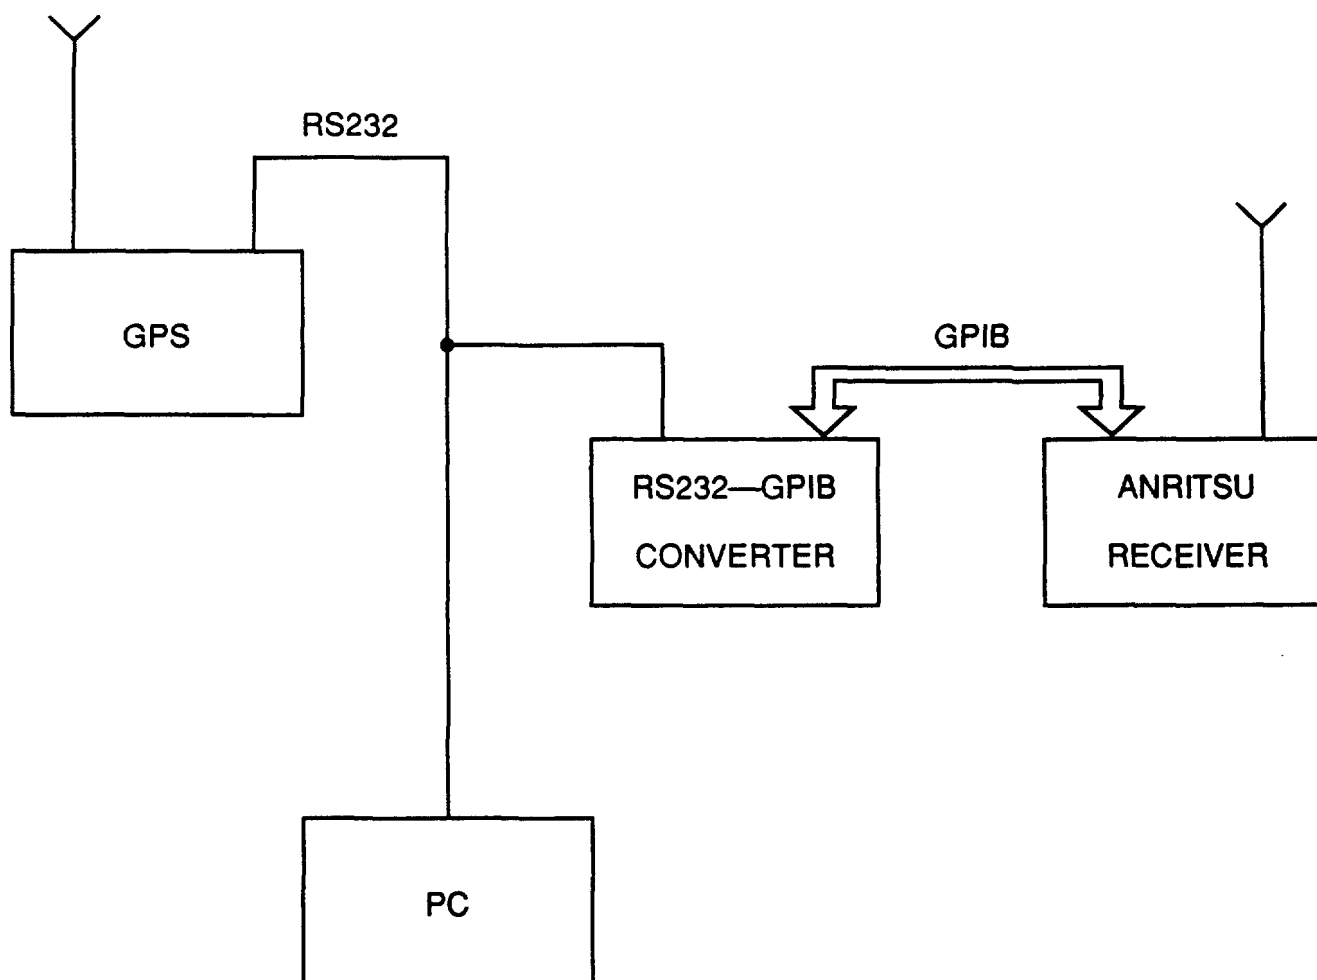 RS232
GPS
GPIB
RS232—GPIB
CONVERTER
ANRITSU
RECEIVER
PC